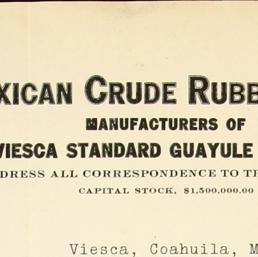 XICAN CRUDE RUBB
MANUFACTURERS OF
VIESCA STANDARD GUAYULE
DRESS ALL CORRESPONDENCE TO TH
CAPITAL STOCK, $1,500,000.00
Viesca, Coahuila, M